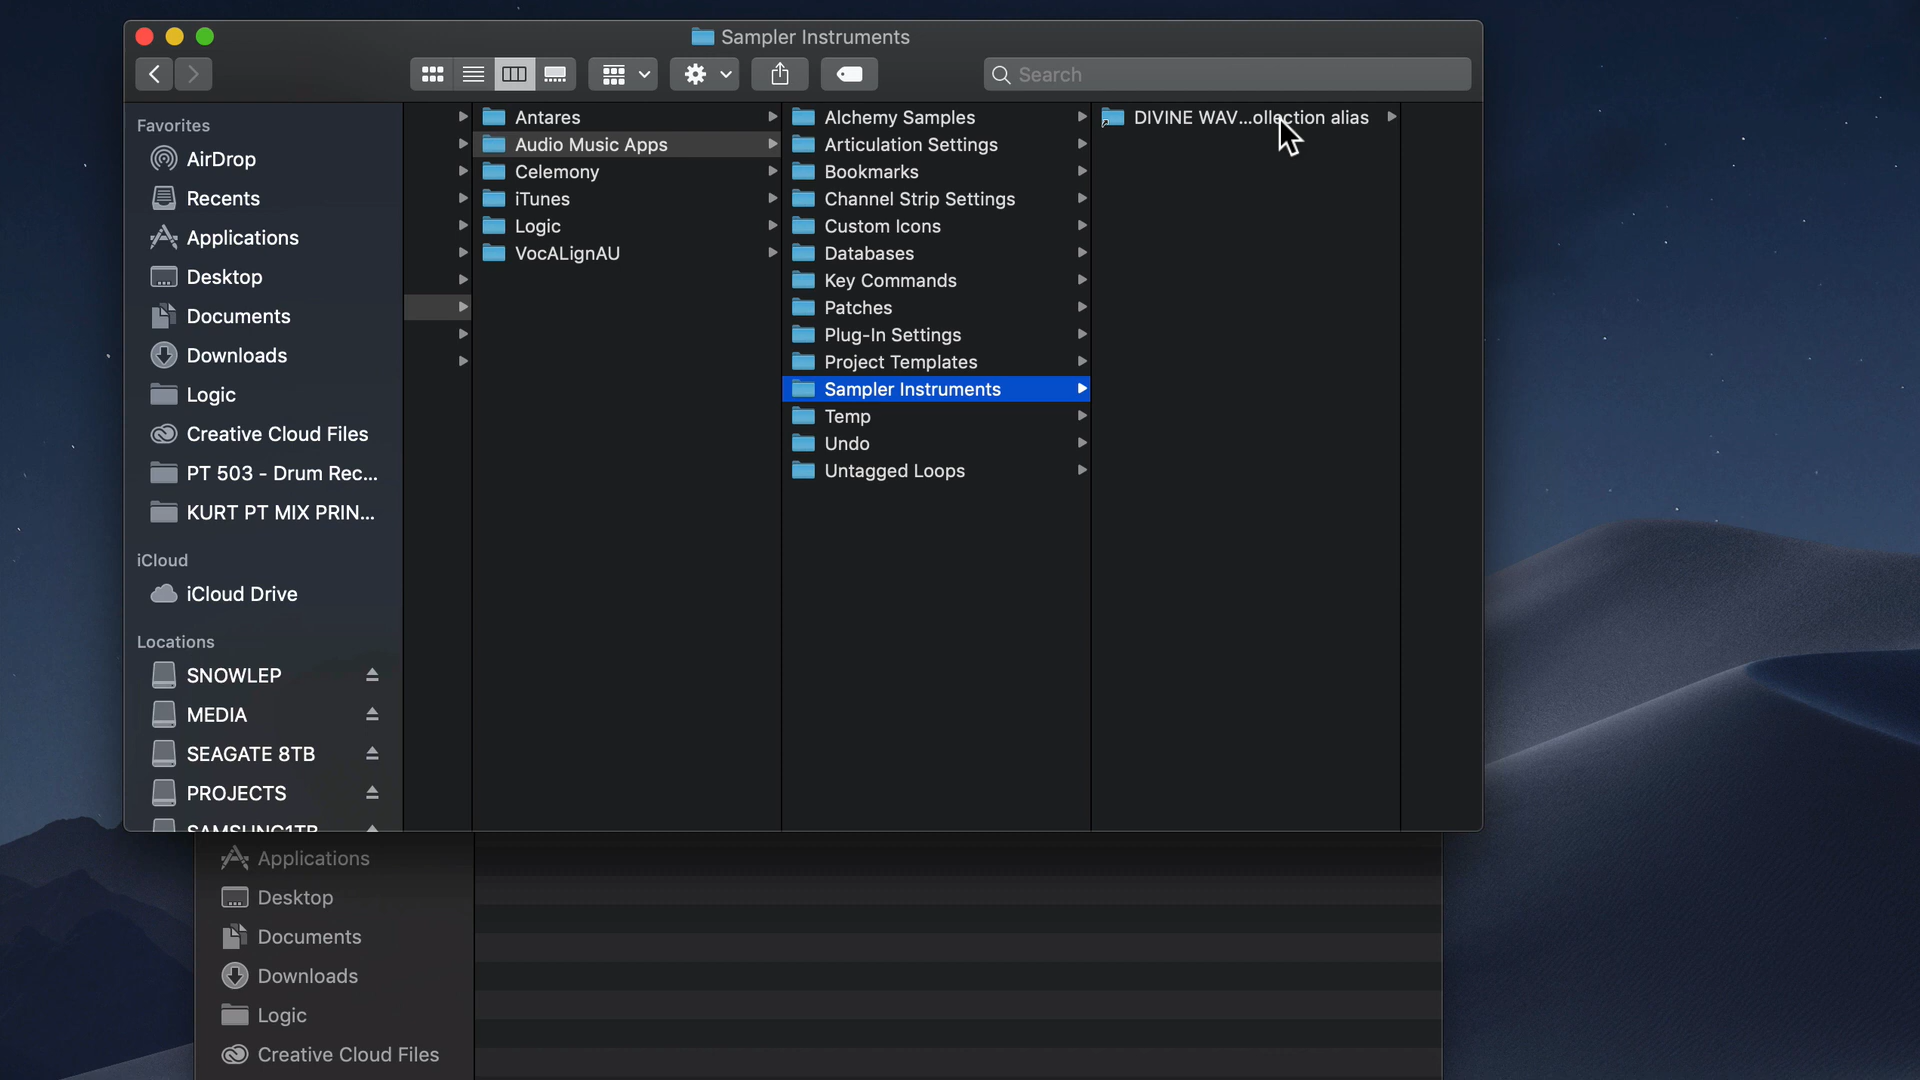 Sampler Instruments
Search
Favorites
AirDrop
Recents
Applications
Desktop
Documents
Downloads
Logic
Creative Cloud Files
PT 503 - Drum Rec...
KURT PT MIX PRIN...
iCloud
iCloud Drive
Locations
SNOWLEP
MEDIA
SEAGATE 8TB
PROJECTS
SAMSUNG1TB
Antares
Audio Music Apps
Celemony
iTunes
Logic
VocALignAU
Alchemy Samples
Articulation Settings
Bookmarks
Channel Strip Settings
Custom Icons
Databases
Key Commands
Patches
Plug-In Settings
Project Templates
Sampler Instruments
Temp
Undo
Untagged Loops
DIVINE WAV...ollection alias
Applications
Desktop
Documents
Downloads
Logic
Creative Cloud Files